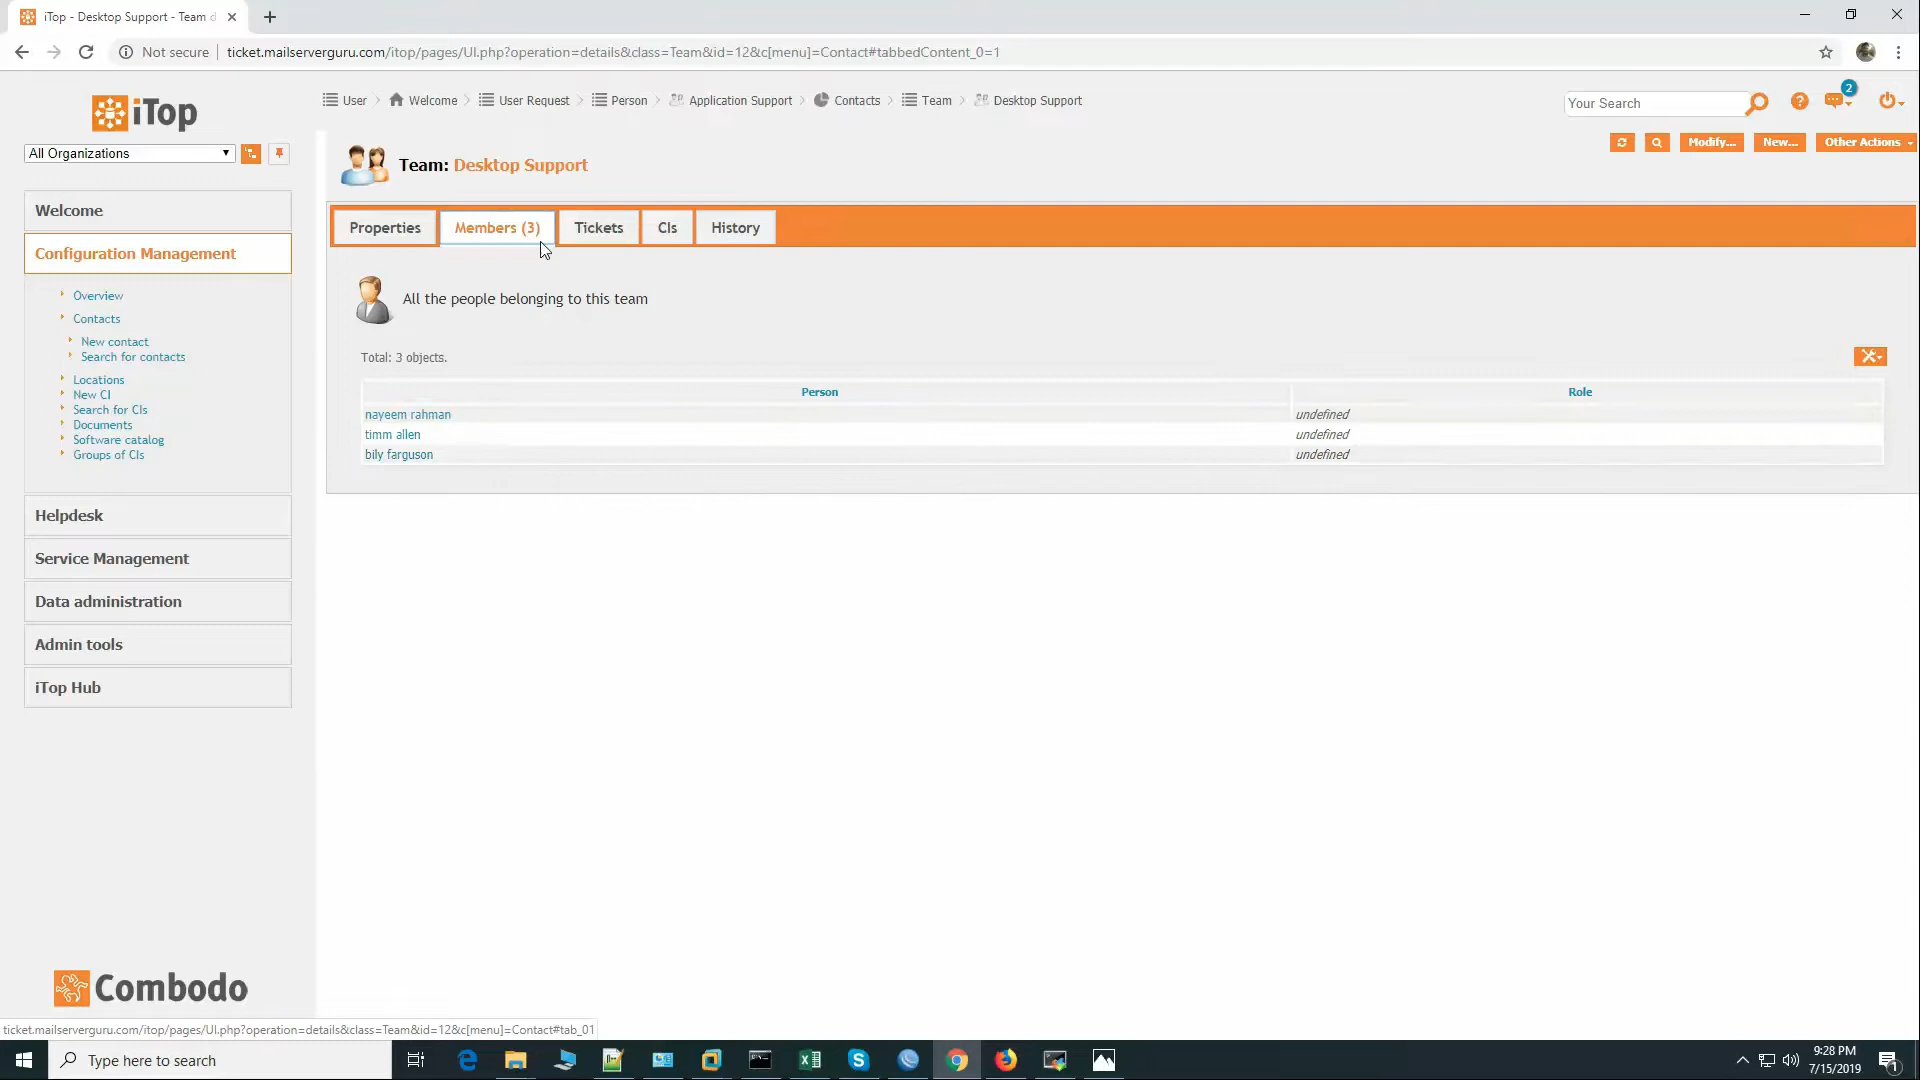 iTop - Desktop Support - Team d
Not secure | ticket.mailserverguru.com/itop/pages/UI.php?operation=details&class=Team&id=12&c[menu]=Contact#tabbedContent_0=1
iTop
User Welcome User Request Person Application Support Contacts Team Desktop Support
Your Search
2
All Organizations
Modify... New... Other Actions
Team: Desktop Support
Welcome
Configuration Management
Overview
Contacts
New contact
Search for contacts
Locations
New CI
Search for CIs
Documents
Software catalog
Groups of CIs
Helpdesk
Service Management
Data administration
Admin tools
iTop Hub
Properties Members (3) Tickets CIs History
All the people belonging to this team
Total: 3 objects.
Person Role
nayeem rahman undefined
timm allen undefined
bily farguson undefined
Combodo
ticket.mailserverguru.com/itop/pages/UI.php?operation=details&class=Team&id=12&c[menu]=Contact#tab_01
Type here to search
9:28 PM
7/15/2019
1